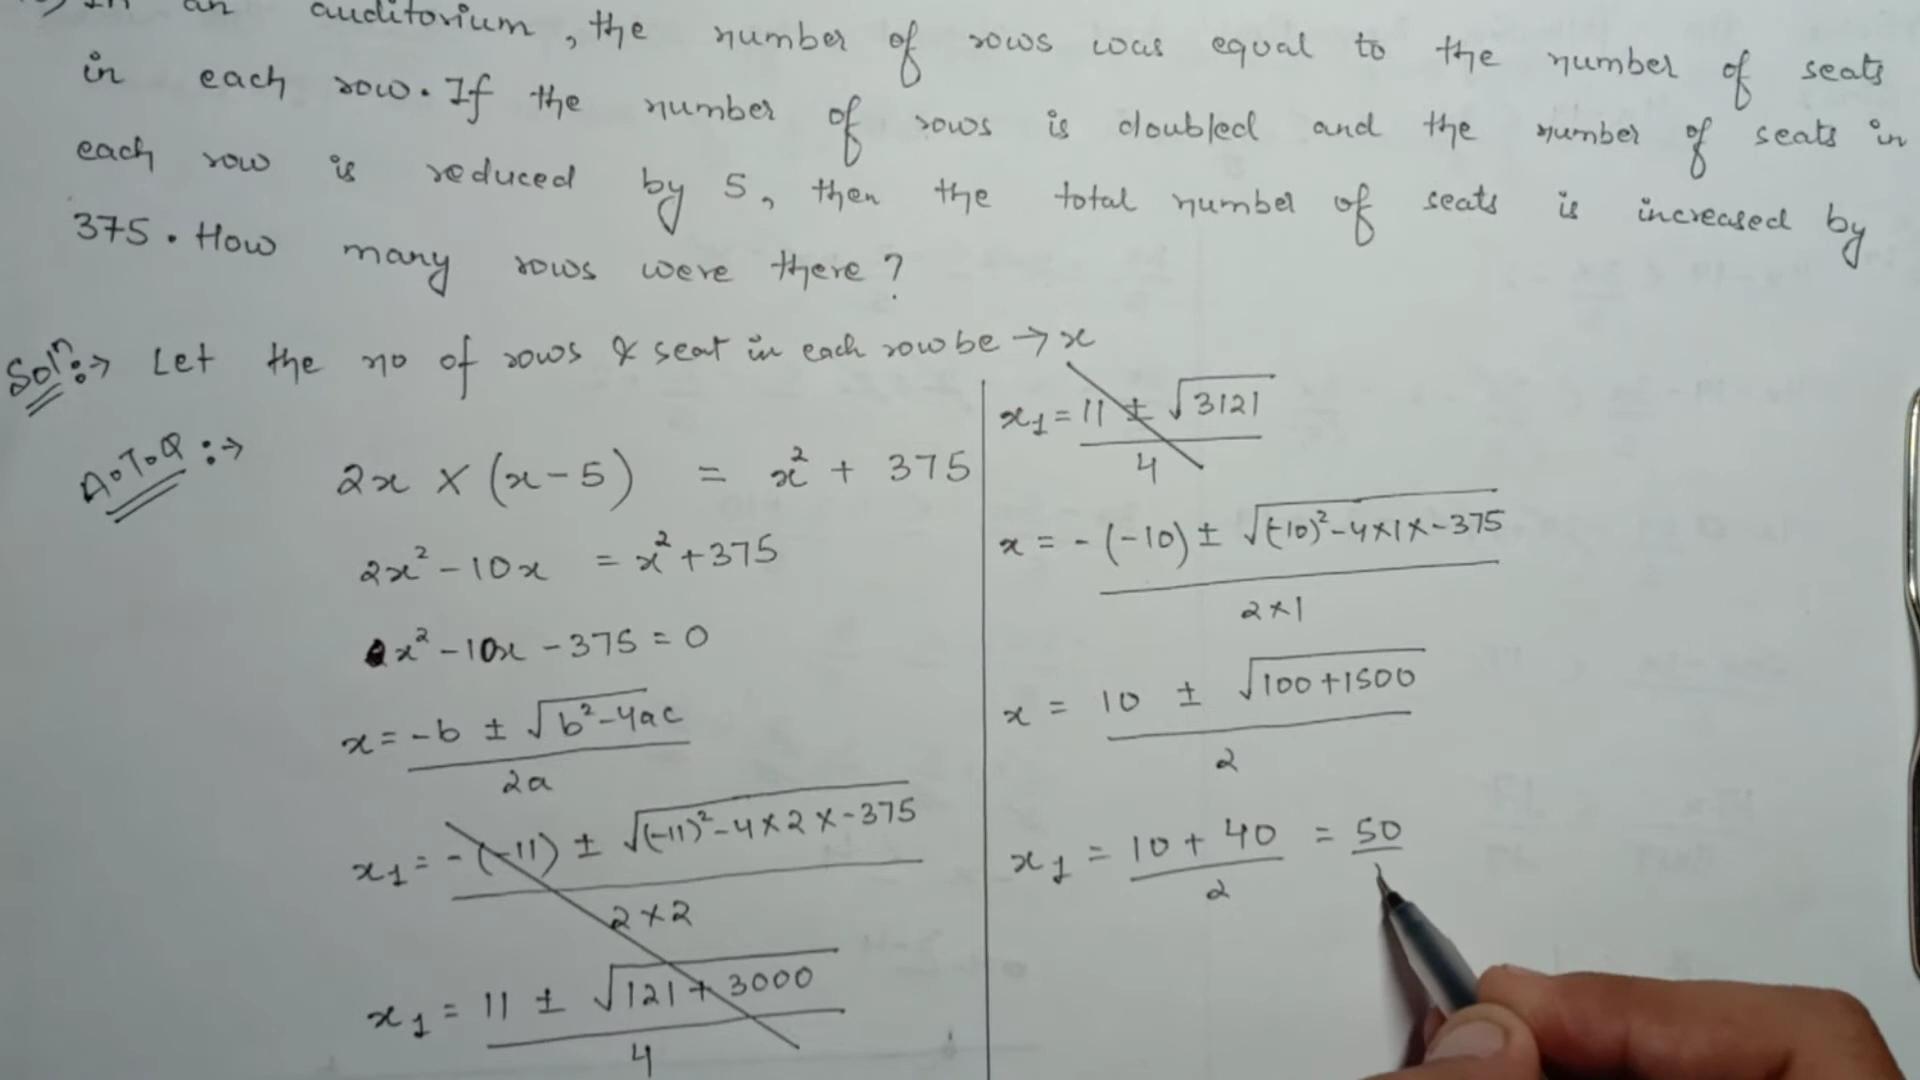 In an auditorium, the number of rows was equal to the number of seats
in each row. If the number of rows is doubled and the number of seats in
each row is reduced by 5, then the total number of seats is increased by
375. How many rows were there?
Solⁿ:→ Let the no of rows & seat in each row be → x
A.T.Q :→
2x × (x-5) = x² + 375
2x² - 10x = x² + 375
x² - 10x - 375 = 0
x = -b ± √b²-4ac / 2a
x₁ = -(-11) ± √(-11)²-4×2×-375 / 2×2
x₁ = 11 ± √121+3000 / 4
x₁ = 11 ± √3121 / 4
x = -(-10) ± √(-10)²-4×1×-375 / 2×1
x = 10 ± √100+1500 / 2
x₁ = 10+40 / 2 = 50 /